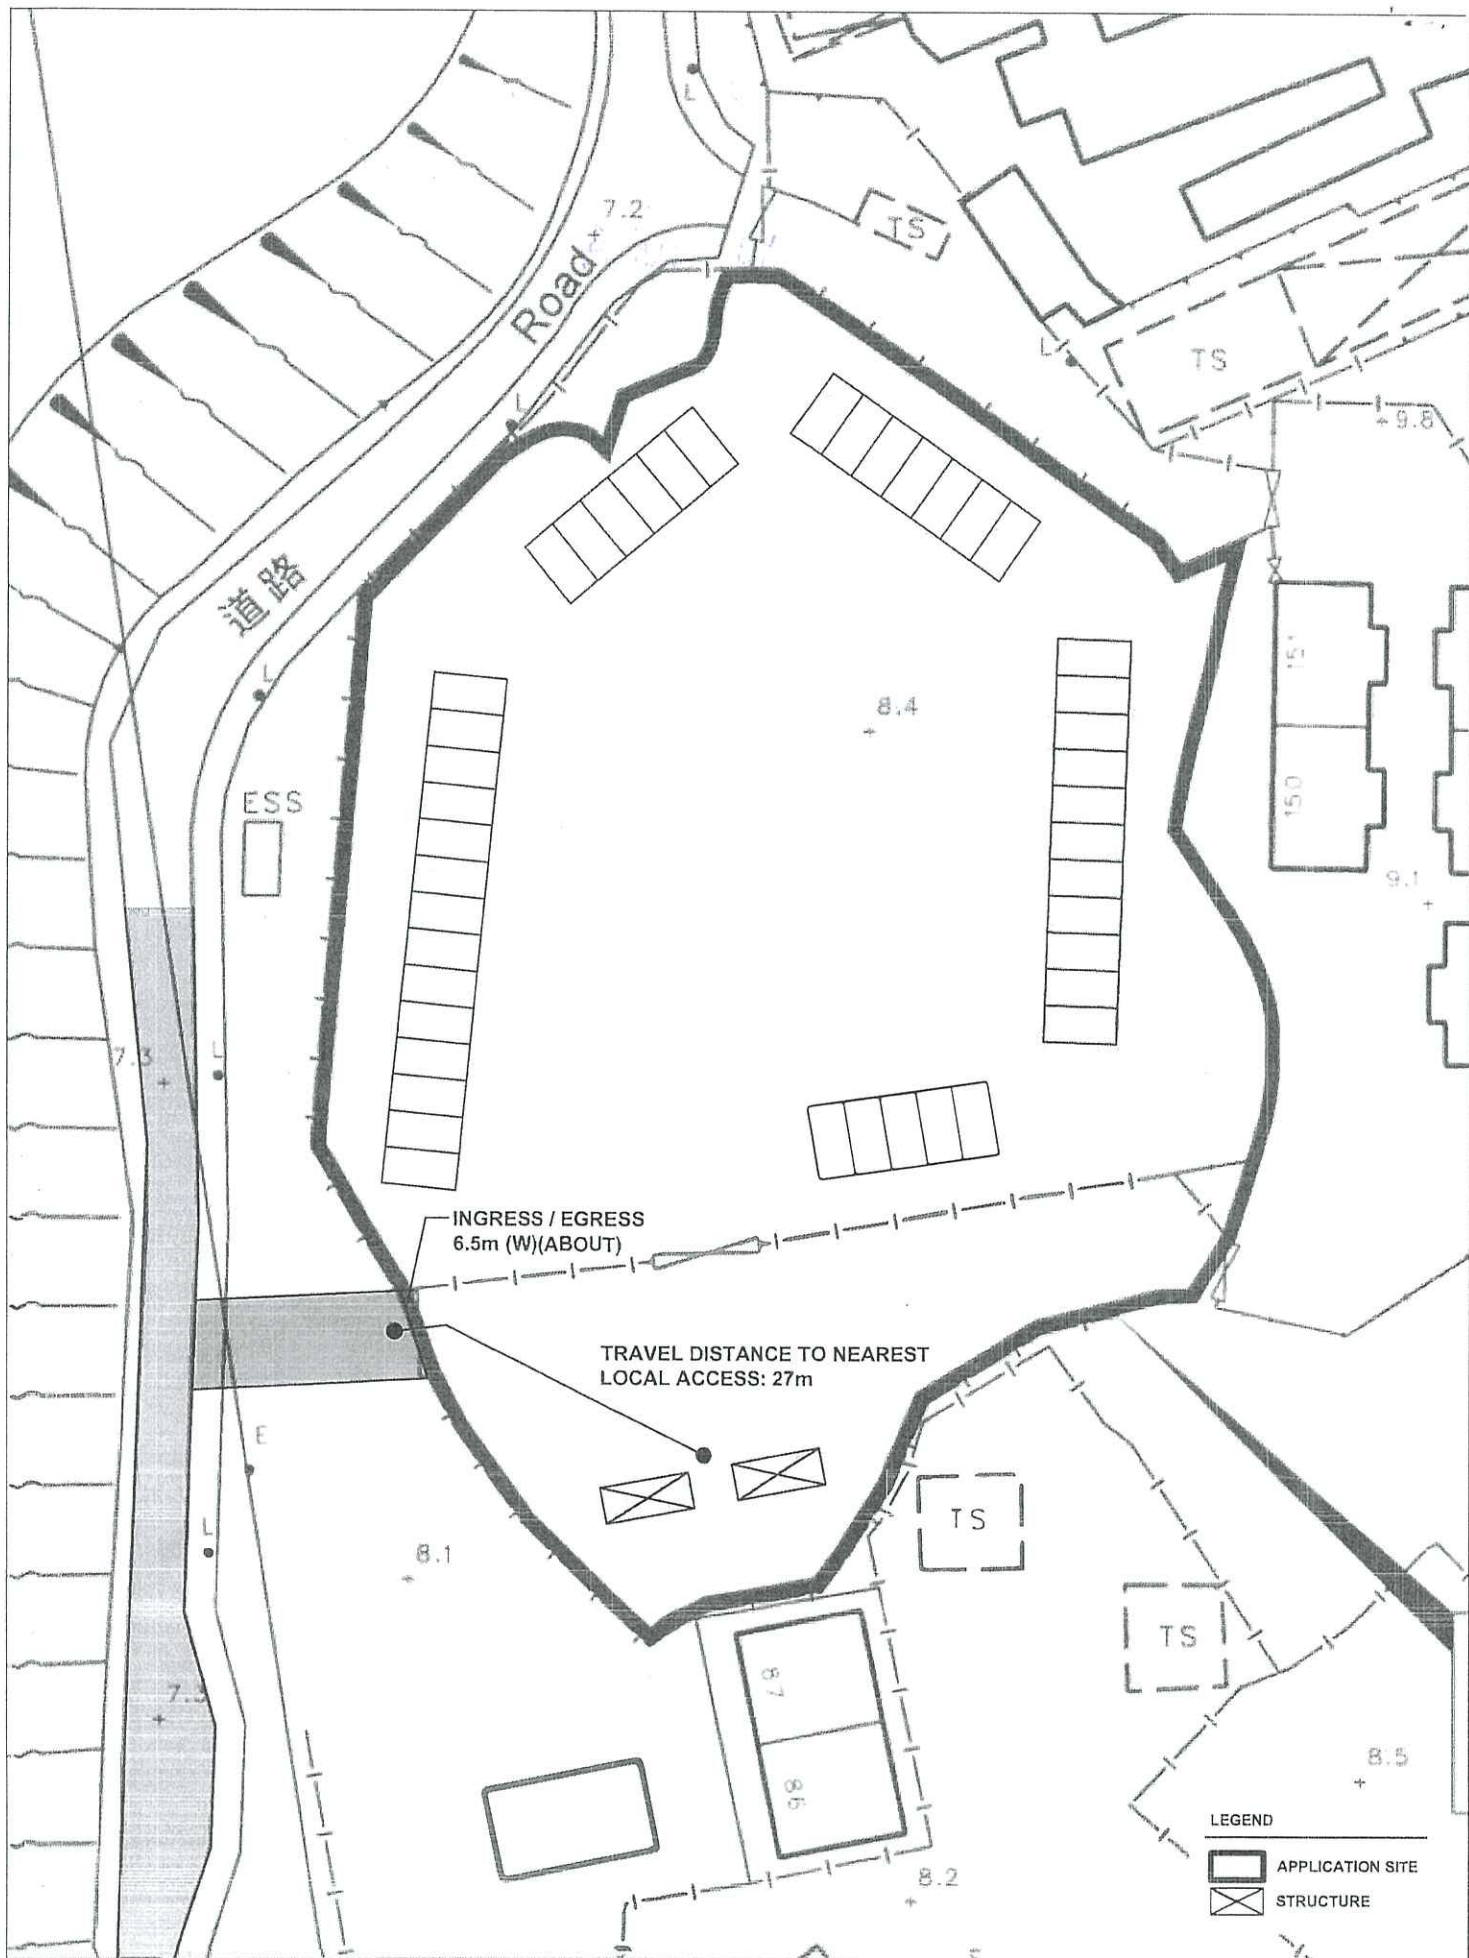 L
7.2
TS
Road
TS
L
9.8
L
道路
L
151
8.4
150
ESS
9.1
7.3
L
INGRESS / EGRESS
6.5m (W)(ABOUT)
TRAVEL DISTANCE TO NEAREST
LOCAL ACCESS: 27m
E
TS
L
8.1
TS
87
7.3
86
8.5
LEGEND
APPLICATION SITE
8.2
STRUCTURE